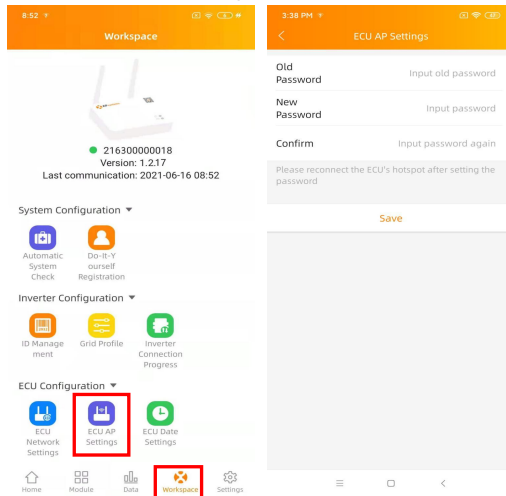 8:52
Workspace
216300000018
Version: 1.2.17
Last communication: 2021-06-16 08:52
System Configuration
Automatic
System
Check
Do-It-Y
ourself
Registration
Inverter Configuration
ID Manage
ment
Grid Profile
Inverter
Connection
Progress
ECU Configuration
ECU
Network
Settings
ECU AP
Settings
ECU Date
Settings
Home
Module
Data
Workspace
Settings
3:38 PM
ECU AP Settings
Old
Password
Input old password
New
Password
Input password
Confirm
Input password again
Please reconnect the ECU's hotspot after setting the
password
Save